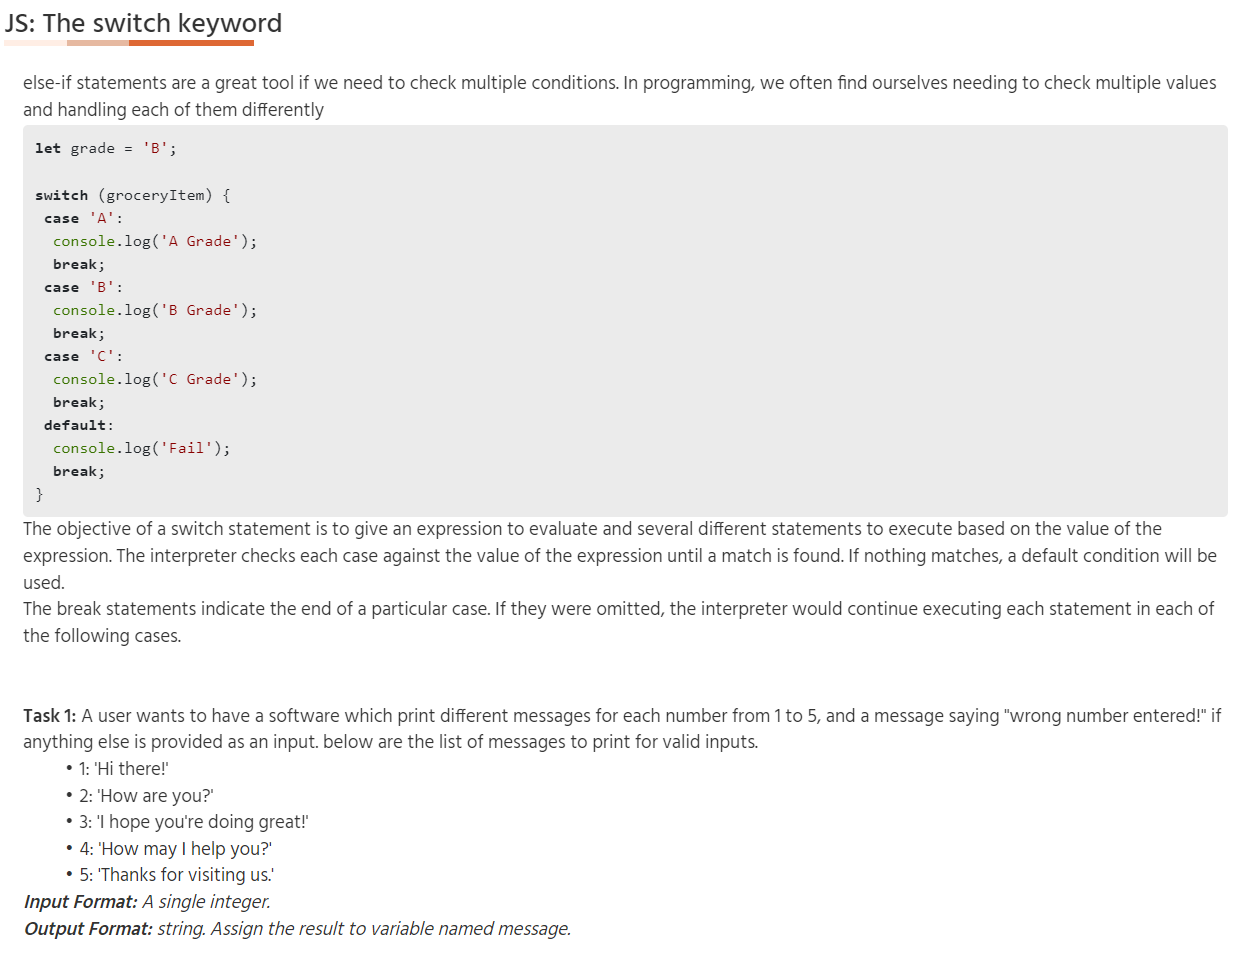 JS: The switch keyword
else-if statements are a great tool if we need to check multiple conditions. In programming, we often find ourselves needing to check multiple values
and handling each of them differently
let grade = 'B';
switch (groceryItem) {
case 'A':
console.log('A Grade');
break;
case 'B':
console.log('B Grade');
break;
case 'C':
console.log('C Grade');
break;
default:
console.log('Fail');
break;
}
The objective of a switch statement is to give an expression to evaluate and several different statements to execute based on the value of the
expression. The interpreter checks each case against the value of the expression until a match is found. If nothing matches, a default condition will be
used.
The break statements indicate the end of a particular case. If they were omitted, the interpreter would continue executing each statement in each of
the following cases.
Task 1: A user wants to have a software which print different messages for each number from 1 to 5, and a message saying "wrong number entered!" if
anything else is provided as an input. below are the list of messages to print for valid inputs.
• 1: 'Hi there!'
• 2: 'How are you?'
• 3: 'I hope you're doing great!'
• 4: 'How may I help you?'
• 5: 'Thanks for visiting us.'
Input Format: A single integer.
Output Format: string. Assign the result to variable named message.